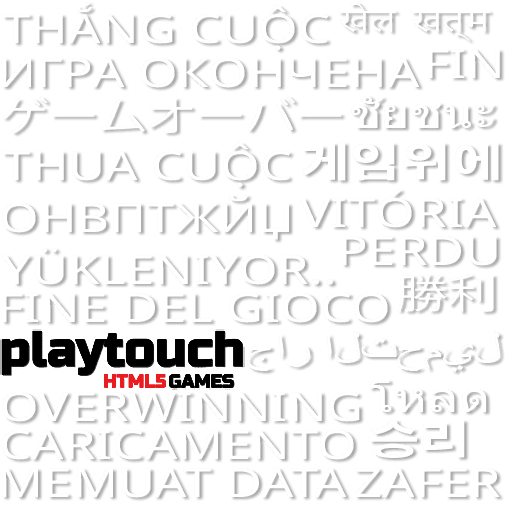 THẮNG CUỘC खेल खत्म
ИГРА ОКОНЧЕНА FIN
ゲームオーバー ชัยชนะ
THUA CUỘC 게임위에
ОНВПТЖЙЏ VITÓRIA
PERDU
YÜKLENIYOR..
FINE DEL GIOCO 勝利
playtouch
HTML5 GAMES
OVERWINNING โหลด
CARICAMENTO 승리
MEMUAT DATA ZAFER